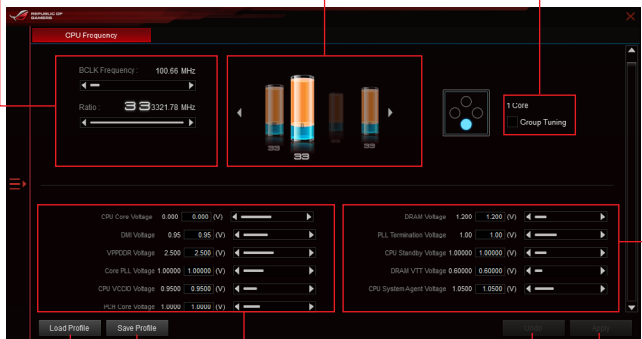 REPUBLIC OF
GAMERS
CPU Frequency
BCLK Frequency : 100.66 MHz
Ratio : 33 3321.78 MHz
33
33
33
1 Core
Group Tuning
CPU Core Voltage 0.000 0.000 (V)
DMI Voltage 0.95 0.95 (V)
VPPDDR Voltage 2.500 2.500 (V)
Core PLL Voltage 1.00000 1.00000 (V)
CPU VCCIO Voltage 0.9500 0.9500 (V)
PCH Core Voltage 1.0000 1.0000 (V)
DRAM Voltage 1.200 1.200 (V)
PLL Termination Voltage 1.00 1.00 (V)
CPU Standby Voltage 1.00000 1.00000 (V)
DRAM VTT Voltage 0.60000 0.60000 (V)
CPU System Agent Voltage 1.0500 1.0500 (V)
Load Profile
Save Profile
Undo
Apply